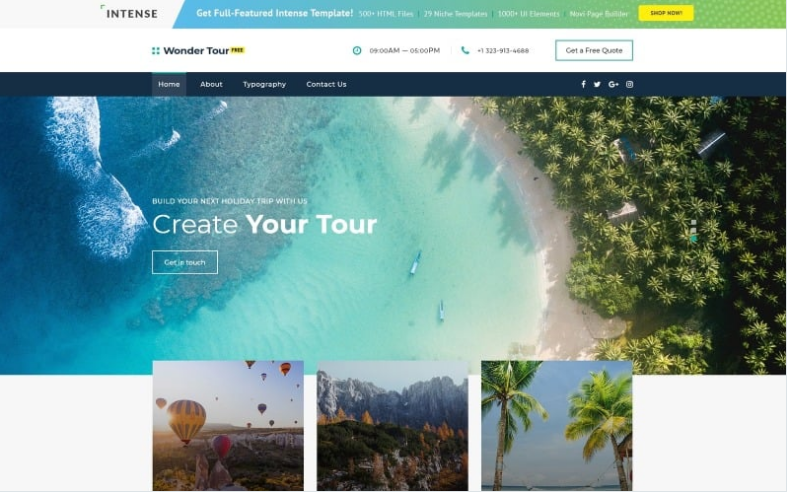 INTENSE
Get Full-Featured Intense Template! 500+ HTML Files | 29 Niche Templates | 1000+ UI Elements | Novi Page Builder
SHOP NOW!
Wonder Tour FREE
09:00AM — 05:00PM
+1 323-913-4688
Get a Free Quote
Home
About
Typography
Contact Us
BUILD YOUR NEXT HOLIDAY TRIP WITH US
Create Your Tour
Get in touch